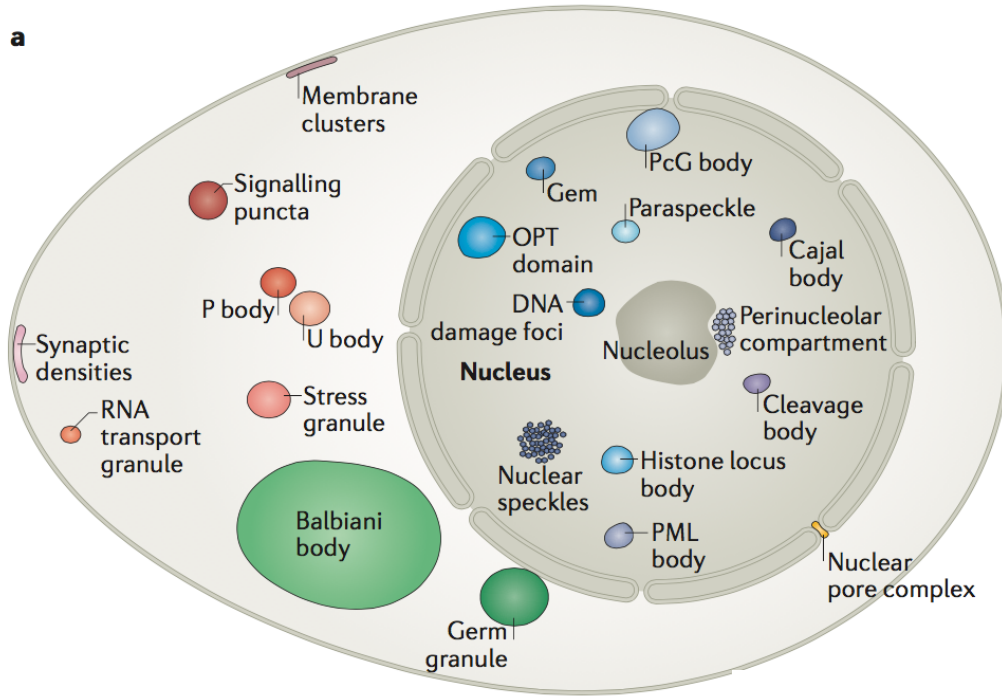 a
Membrane
clusters
Signalling
puncta
P body
U body
Synaptic
densities
RNA
transport
granule
Stress
granule
Balbiani
body
Germ
granule
PcG body
Gem
Paraspeckle
OPT
domain
Cajal
body
DNA
damage foci
Nucleolus
Perinucleolar
compartment
Nucleus
Cleavage
body
Nuclear
speckles
Histone locus
body
PML
body
Nuclear
pore complex